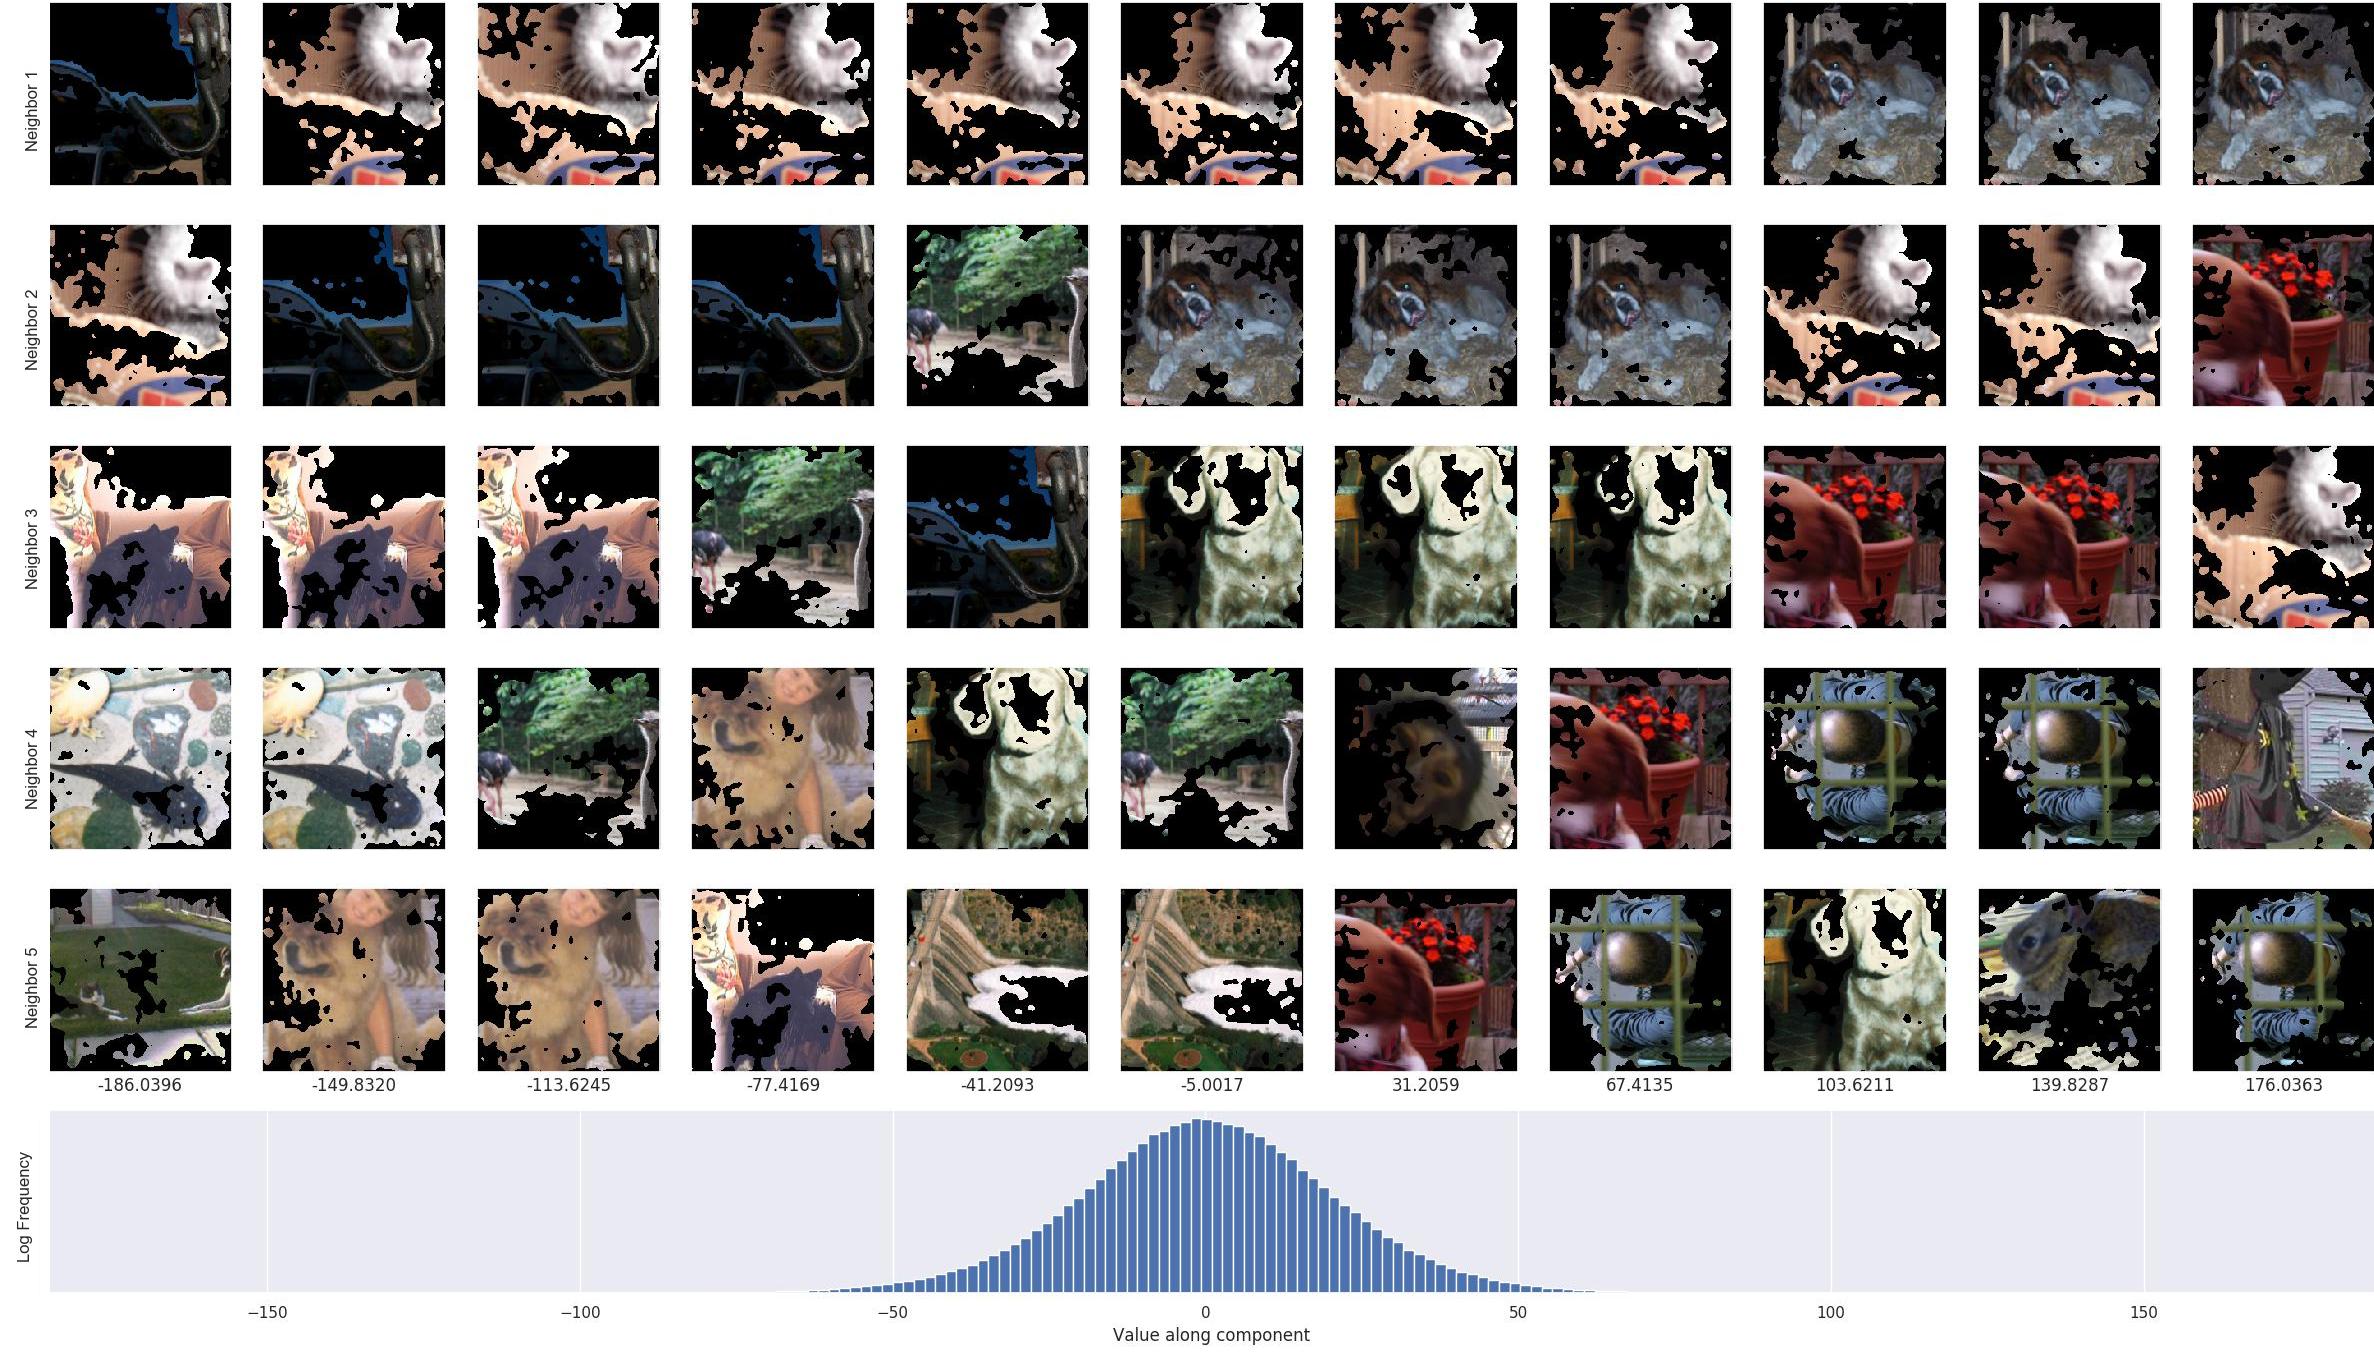 Neighbor 1
Neighbor 2
Neighbor 3
Neighbor 4
Neighbor 5
-186.0396 -149.8320 -113.6245 -77.4169 -41.2093 -5.0017 31.2059 67.4135 103.6211 139.8287 176.0363
Log Frequency
−150 −100 −50 0 50 100 150
Value along component